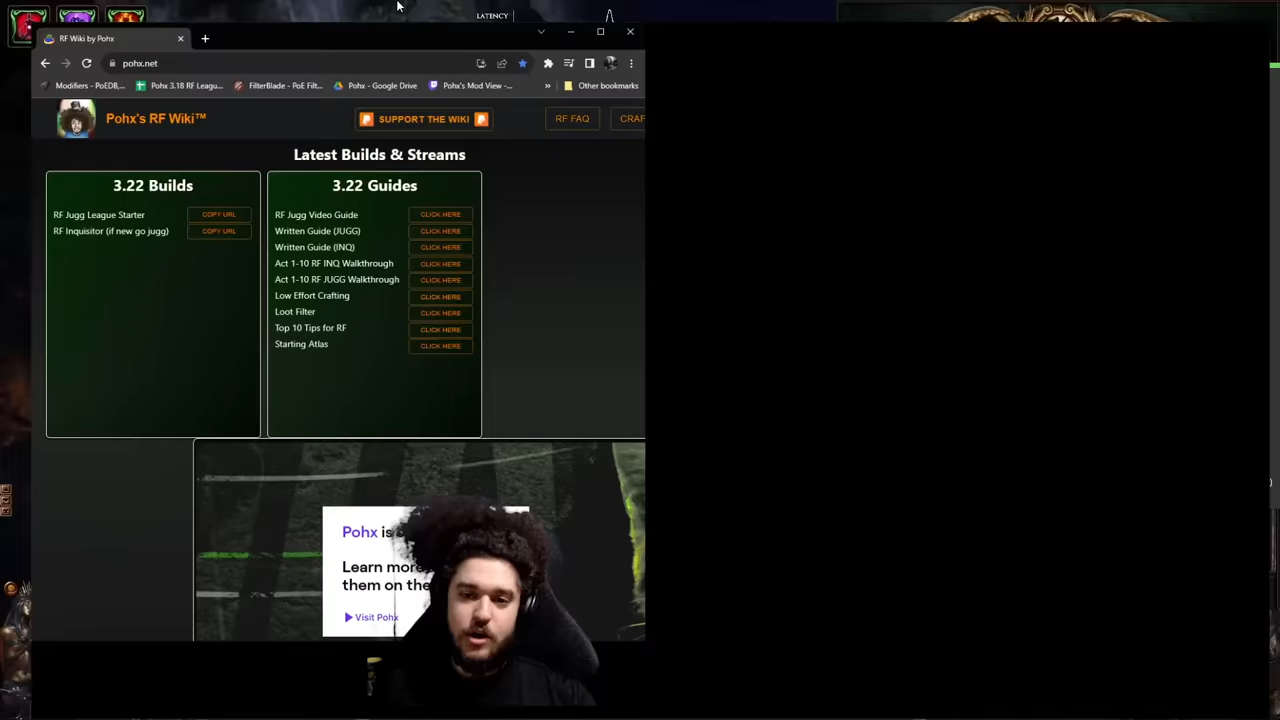 LATENCY
RF Wiki by Pohx
pohx.net
Modifiers - PoEDB,...
Pohx 3.18 RF Leagu...
FilterBlade - PoE Filt...
Pohx - Google Drive
Pohx's Mod View -...
»
Other bookmarks
Pohx's RF Wiki™
SUPPORT THE WIKI
RF FAQ
CRAF
Latest Builds & Streams
3.22 Builds
RF Jugg League Starter COPY URL
RF Inquisitor (if new go jugg) COPY URL
3.22 Guides
RF Jugg Video Guide CLICK HERE
Written Guide (JUGG) CLICK HERE
Written Guide (INQ) CLICK HERE
Act 1-10 RF INQ Walkthrough CLICK HERE
Act 1-10 RF JUGG Walkthrough CLICK HERE
Low Effort Crafting CLICK HERE
Loot Filter CLICK HERE
Top 10 Tips for RF CLICK HERE
Starting Atlas CLICK HERE
Pohx is
Learn more
them on the
Visit Pohx